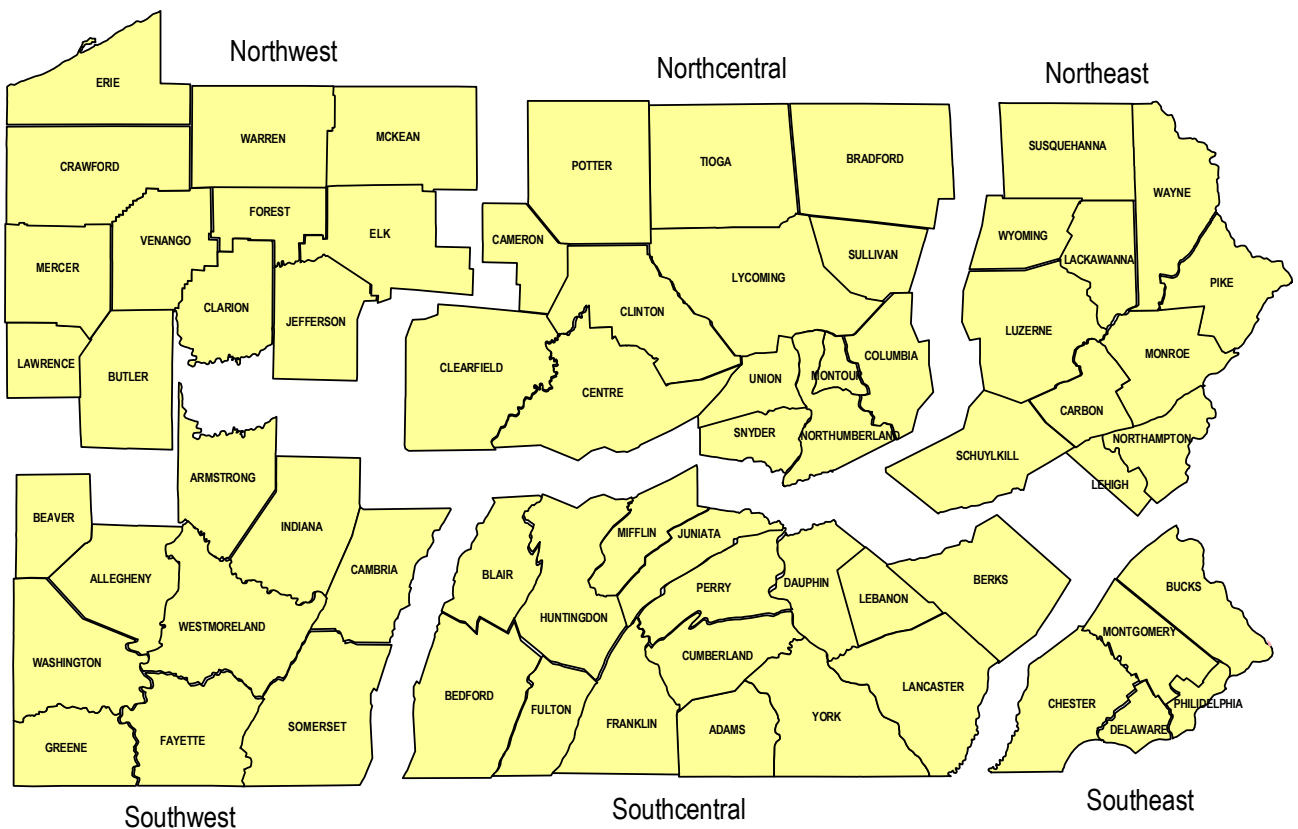 Northwest
ERIE
WARREN
MCKEAN
CRAWFORD
FOREST
VENANGO
ELK
MERCER
CLARION
JEFFERSON
LAWRENCE
BUTLER
Northcentral
POTTER
TIOGA
BRADFORD
CAMERON
SULLIVAN
LYCOMING
CLINTON
CLEARFIELD
COLUMBIA
MONTOUR
UNION
CENTRE
SNYDER
NORTHUMBERLAND
Northeast
SUSQUEHANNA
WAYNE
WYOMING
LACKAWANNA
PIKE
LUZERNE
MONROE
CARBON
NORTHAMPTON
SCHUYLKILL
LEHIGH
ARMSTRONG
BEAVER
INDIANA
ALLEGHENY
CAMBRIA
WESTMORELAND
WASHINGTON
SOMERSET
FAYETTE
GREENE
Southwest
MIFFLIN
JUNIATA
BLAIR
PERRY
DAUPHIN
LEBANON
BERKS
HUNTINGDON
CUMBERLAND
LANCASTER
BEDFORD
FULTON
FRANKLIN
ADAMS
YORK
Southcentral
BUCKS
MONTGOMERY
CHESTER
PHILIDELPHIA
DELAWARE
Southeast